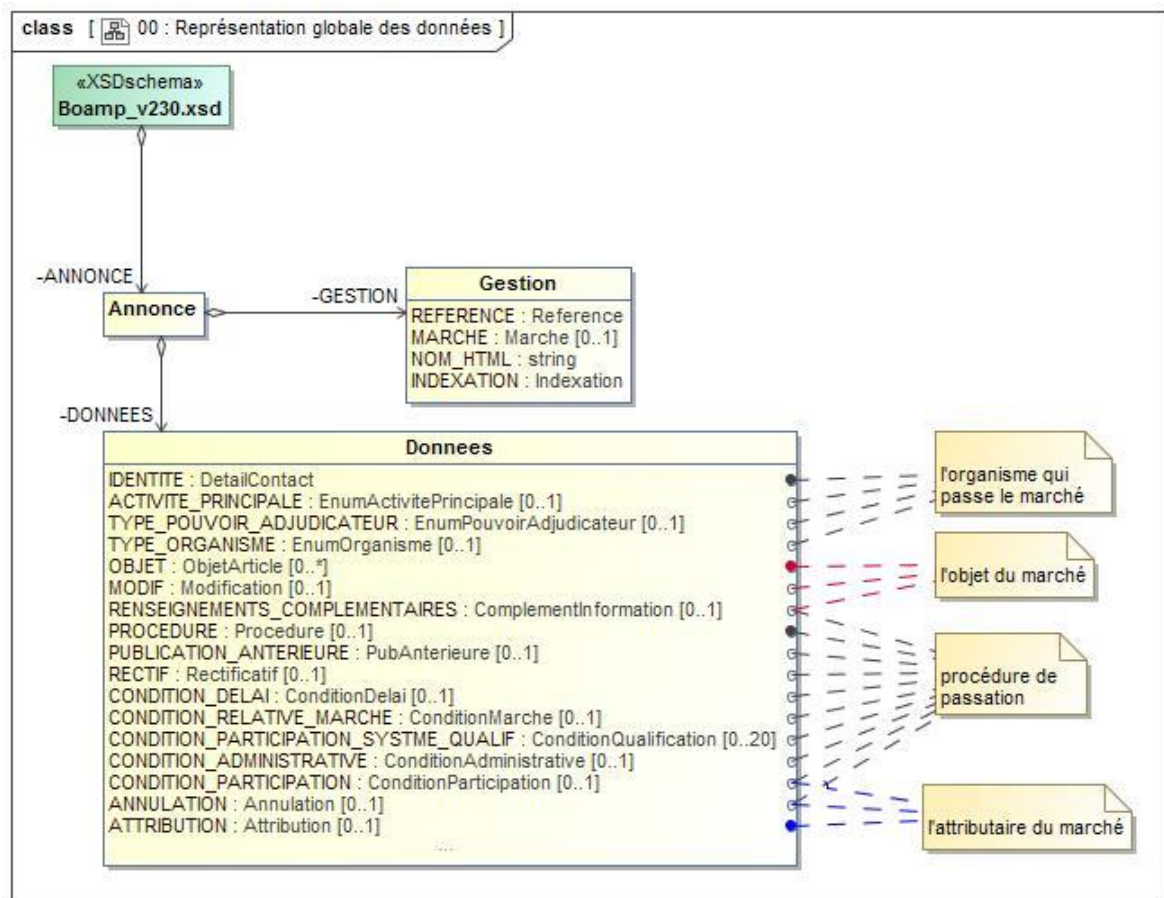 class [ 00 : Représentation globale des données ]
«XSDschema»
Boamp_v230.xsd
-ANNONCE
Annonce
-GESTION
Gestion
REFERENCE : Reference
MARCHE : Marche [0..1]
NOM_HTML : string
INDEXATION : Indexation
-DONNEES
Donnees
IDENTITE : DetailContact
ACTIVITE_PRINCIPALE : EnumActivitePrincipale [0..1]
TYPE_POUVOIR_ADJUDICATEUR : EnumPouvoirAdjudicateur [0..1]
TYPE_ORGANISME : EnumOrganisme [0..1]
OBJET : ObjetArticle [0..*]
MODIF : Modification [0..1]
RENSEIGNEMENTS_COMPLEMENTAIRES : ComplementInformation [0..1]
PROCEDURE : Procedure [0..1]
PUBLICATION_ANTERIEURE : PubAnterieure [0..1]
RECTIF : Rectificatif [0..1]
CONDITION_DELAI : ConditionDelai [0..1]
CONDITION_RELATIVE_MARCHE : ConditionMarche [0..1]
CONDITION_PARTICIPATION_SYSTME_QUALIF : ConditionQualification [0..20]
CONDITION_ADMINISTRATIVE : ConditionAdministrative [0..1]
CONDITION_PARTICIPATION : ConditionParticipation [0..1]
ANNULATION : Annulation [0..1]
ATTRIBUTION : Attribution [0..1]
...
l'organisme qui
passe le marché
l'objet du marché
procédure de
passation
l'attributaire du marché